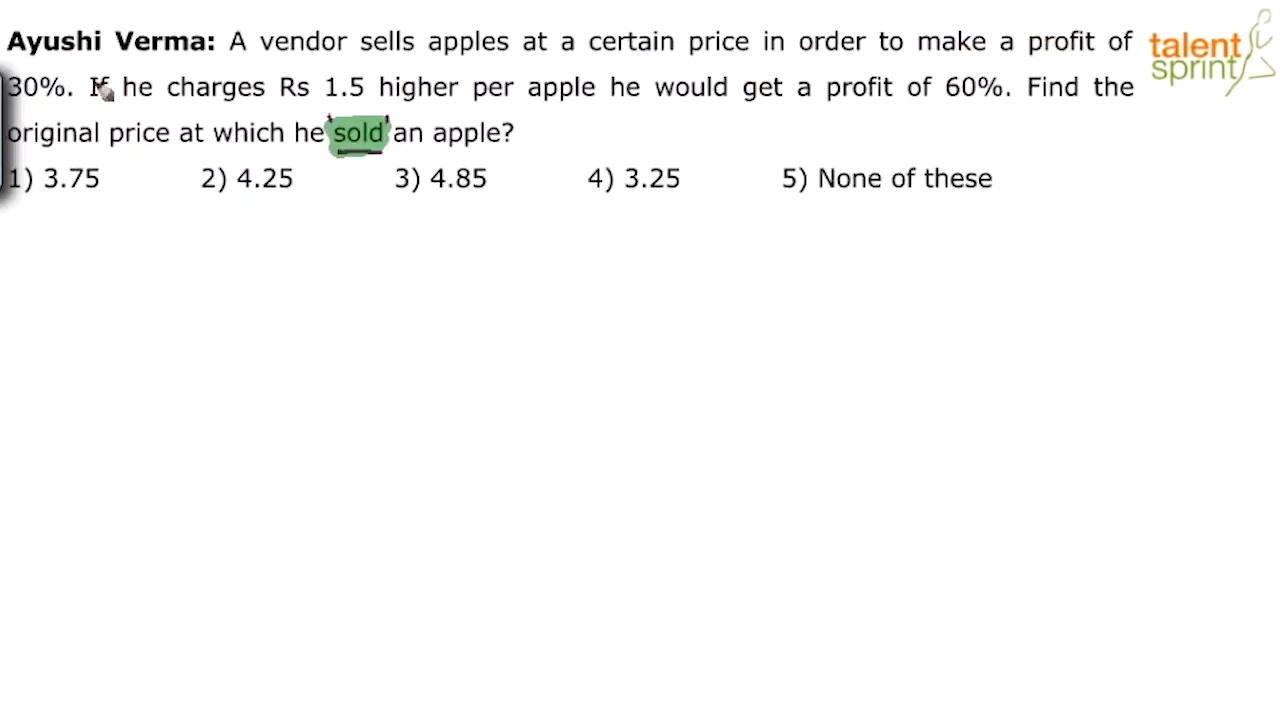 Ayushi Verma: A vendor sells apples at a certain price in order to make a profit of
30%. If he charges Rs 1.5 higher per apple he would get a profit of 60%. Find the
original price at which he 'sold' an apple?
1) 3.75 2) 4.25 3) 4.85 4) 3.25 5) None of these
talent
sprint